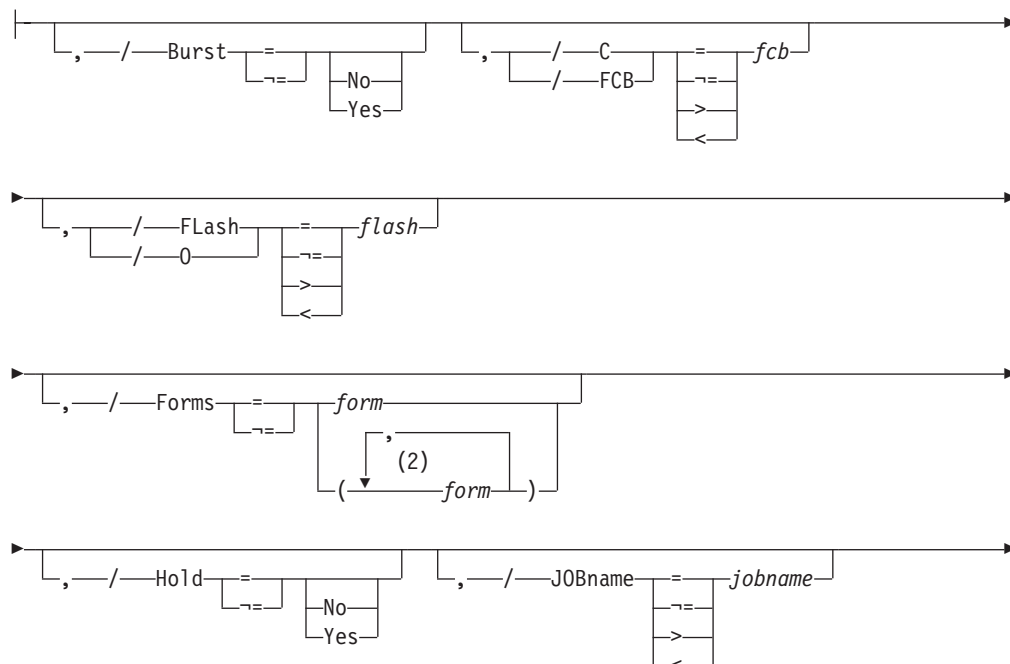 , / Burst = / C = fcb
¬= No / FCB ¬=
Yes >
<
, / FLash = flash
/ O ¬=
>
<
, / Forms = form
¬= ,
(2)
( form )
, / Hold = , / JOBname = jobname
¬= No ¬=
Yes >
<